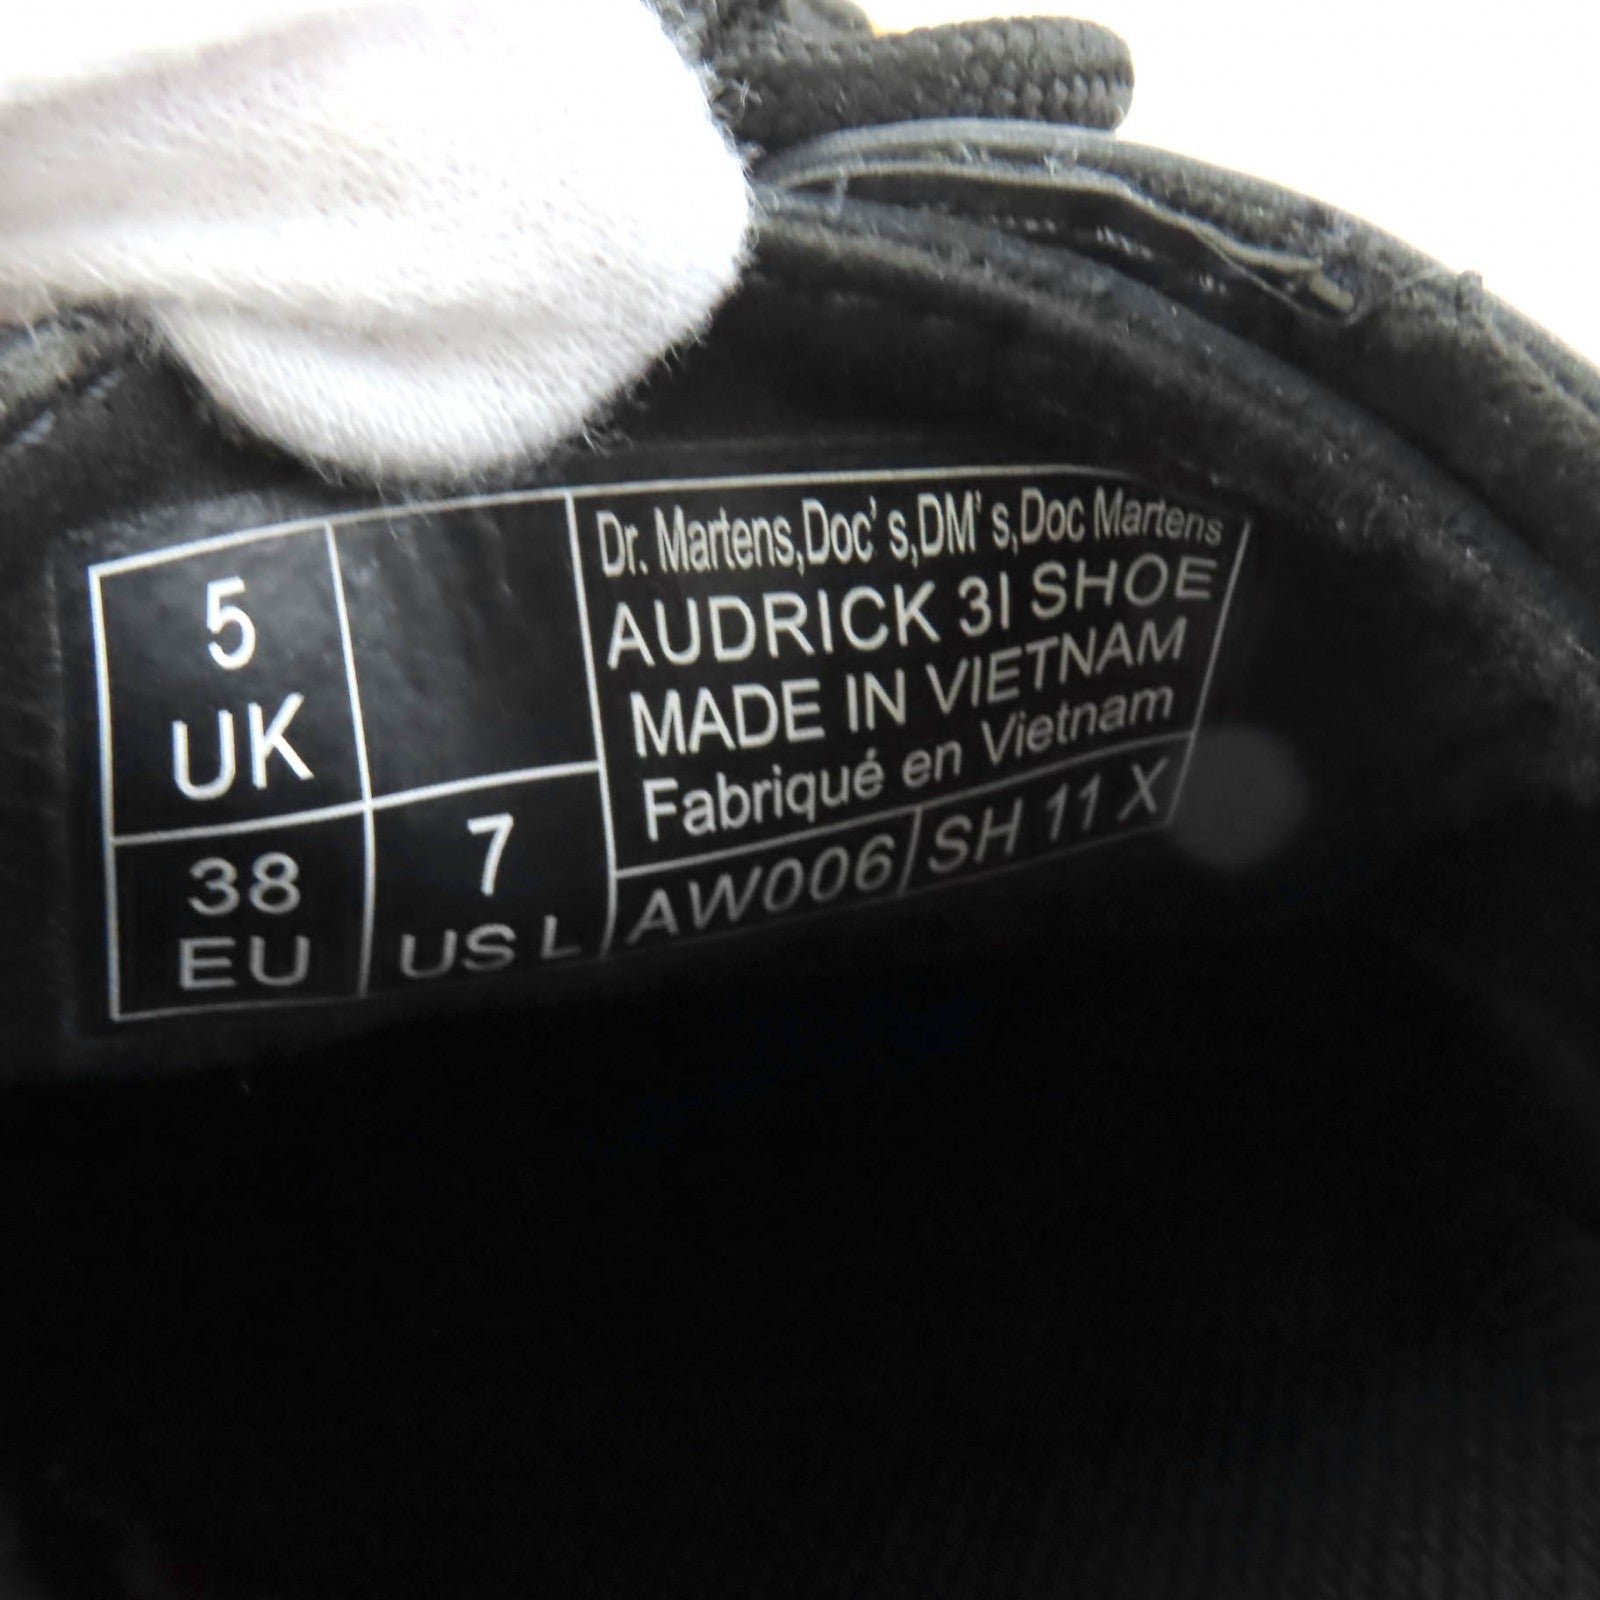 5
UK
38
EU
7
US L
Dr. Martens,Doc's,DM's,Doc Martens
AUDRICK 3I SHOE
MADE IN VIETNAM
Fabriqué en Vietnam
AW006 SH 11 X